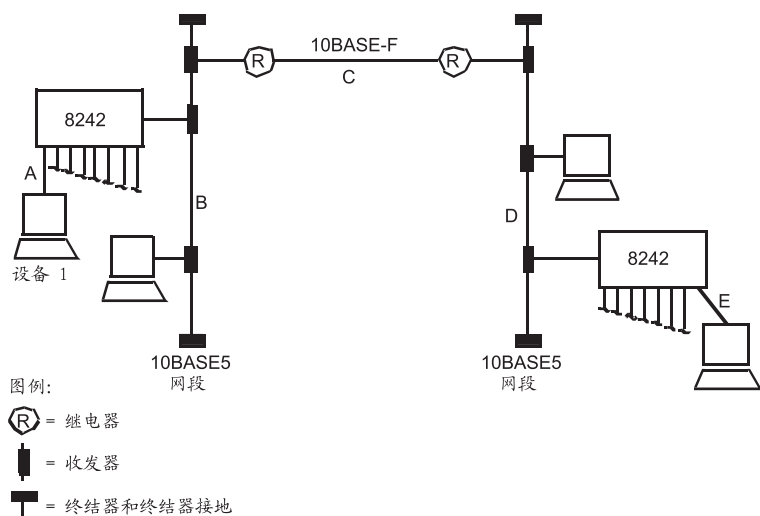 10BASE-F
R
R
C
8242
A
B
设备 1
D
8242
E
10BASE5
网段
10BASE5
网段
图例:
R = 继电器
= 收发器
= 终结器和终结器接地